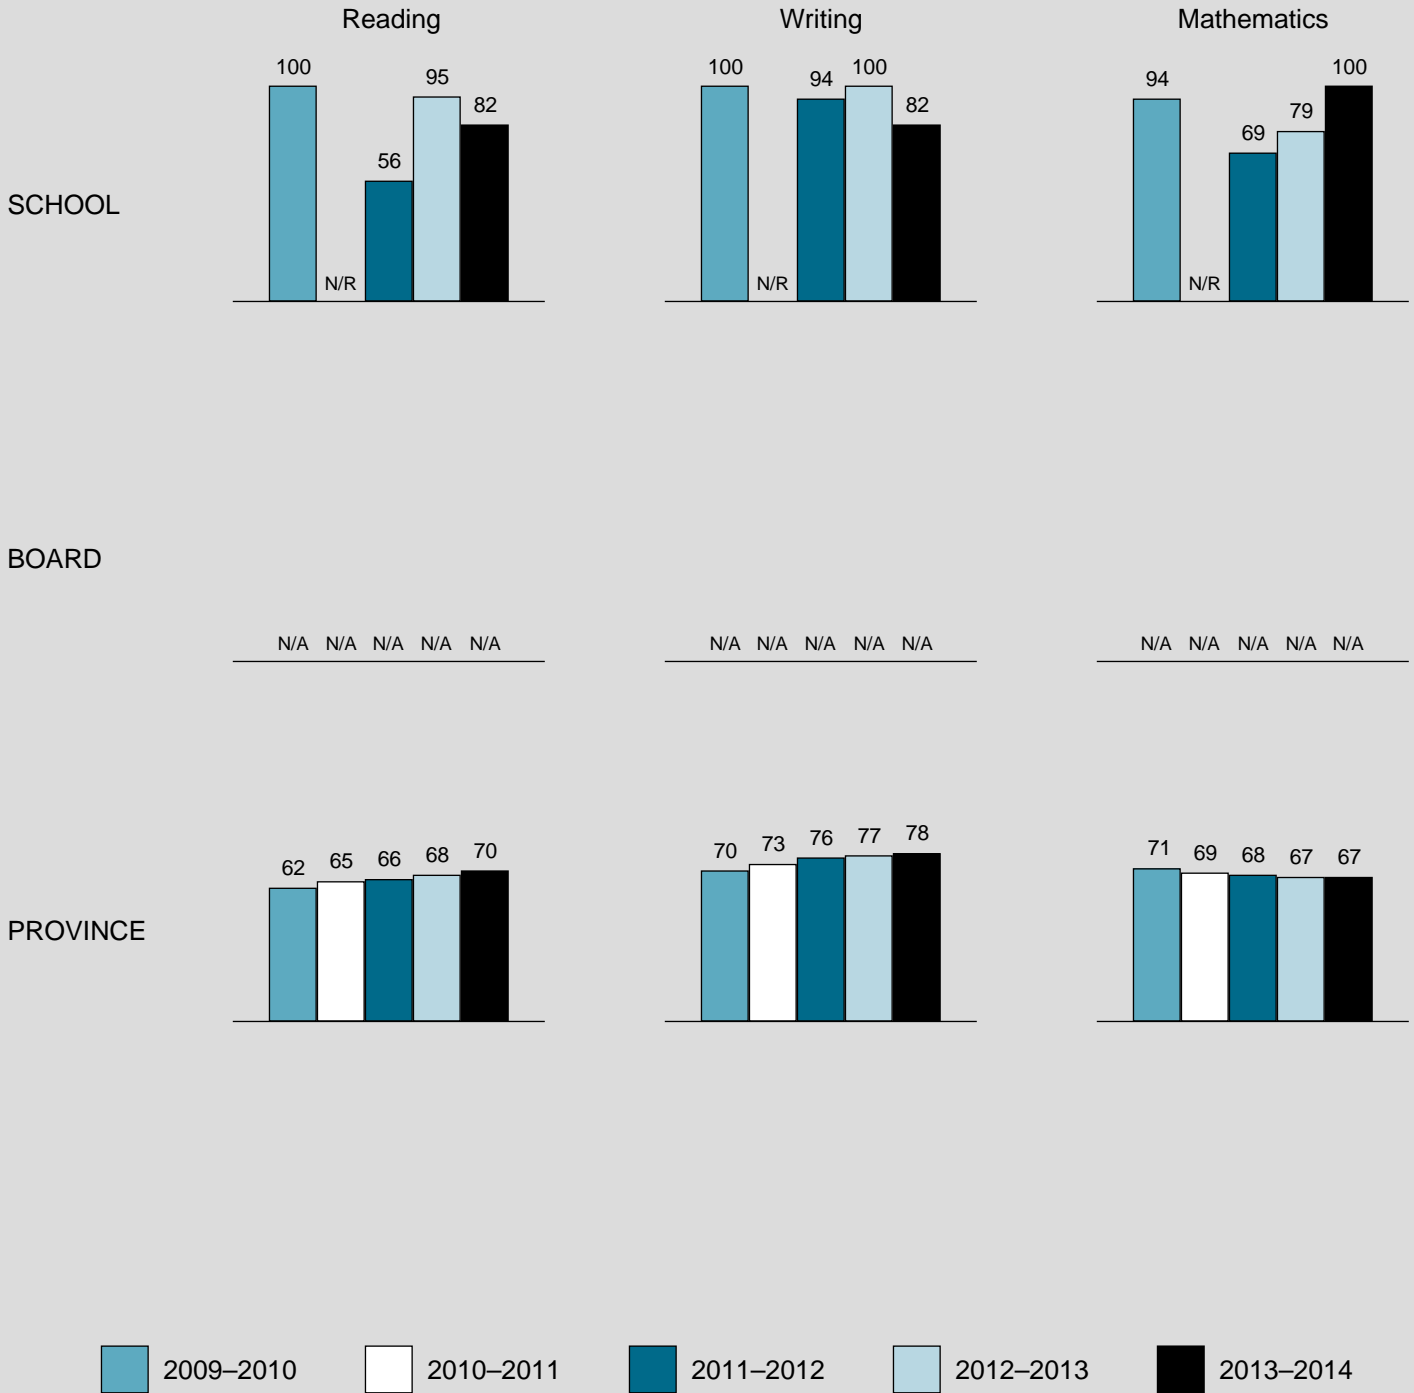 Reading Writing Mathematics
SCHOOL
100 N/R 56 95 82
100 N/R 94 100 82
94 N/R 69 79 100
BOARD
N/A N/A N/A N/A N/A
N/A N/A N/A N/A N/A
N/A N/A N/A N/A N/A
PROVINCE
62 65 66 68 70
70 73 76 77 78
71 69 68 67 67
2009–2010 2010–2011 2011–2012 2012–2013 2013–2014